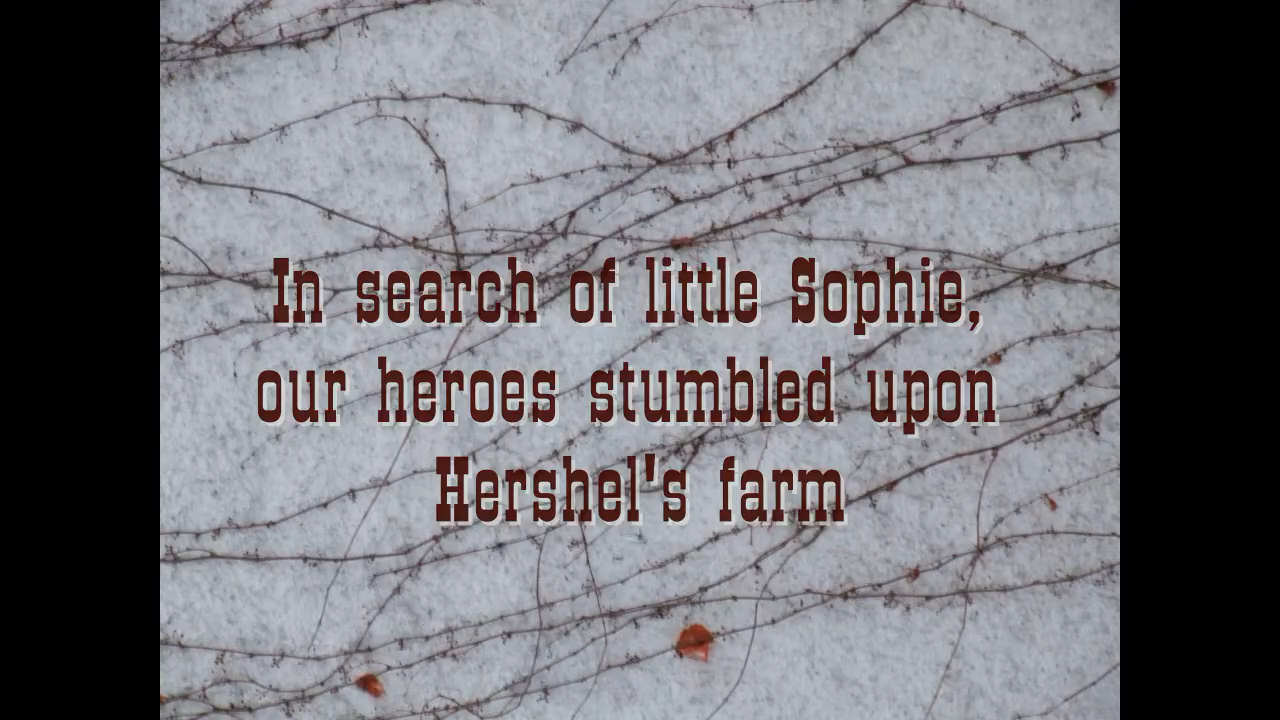 In search of little Sophie,
our heroes stumbled upon
Hershel's farm